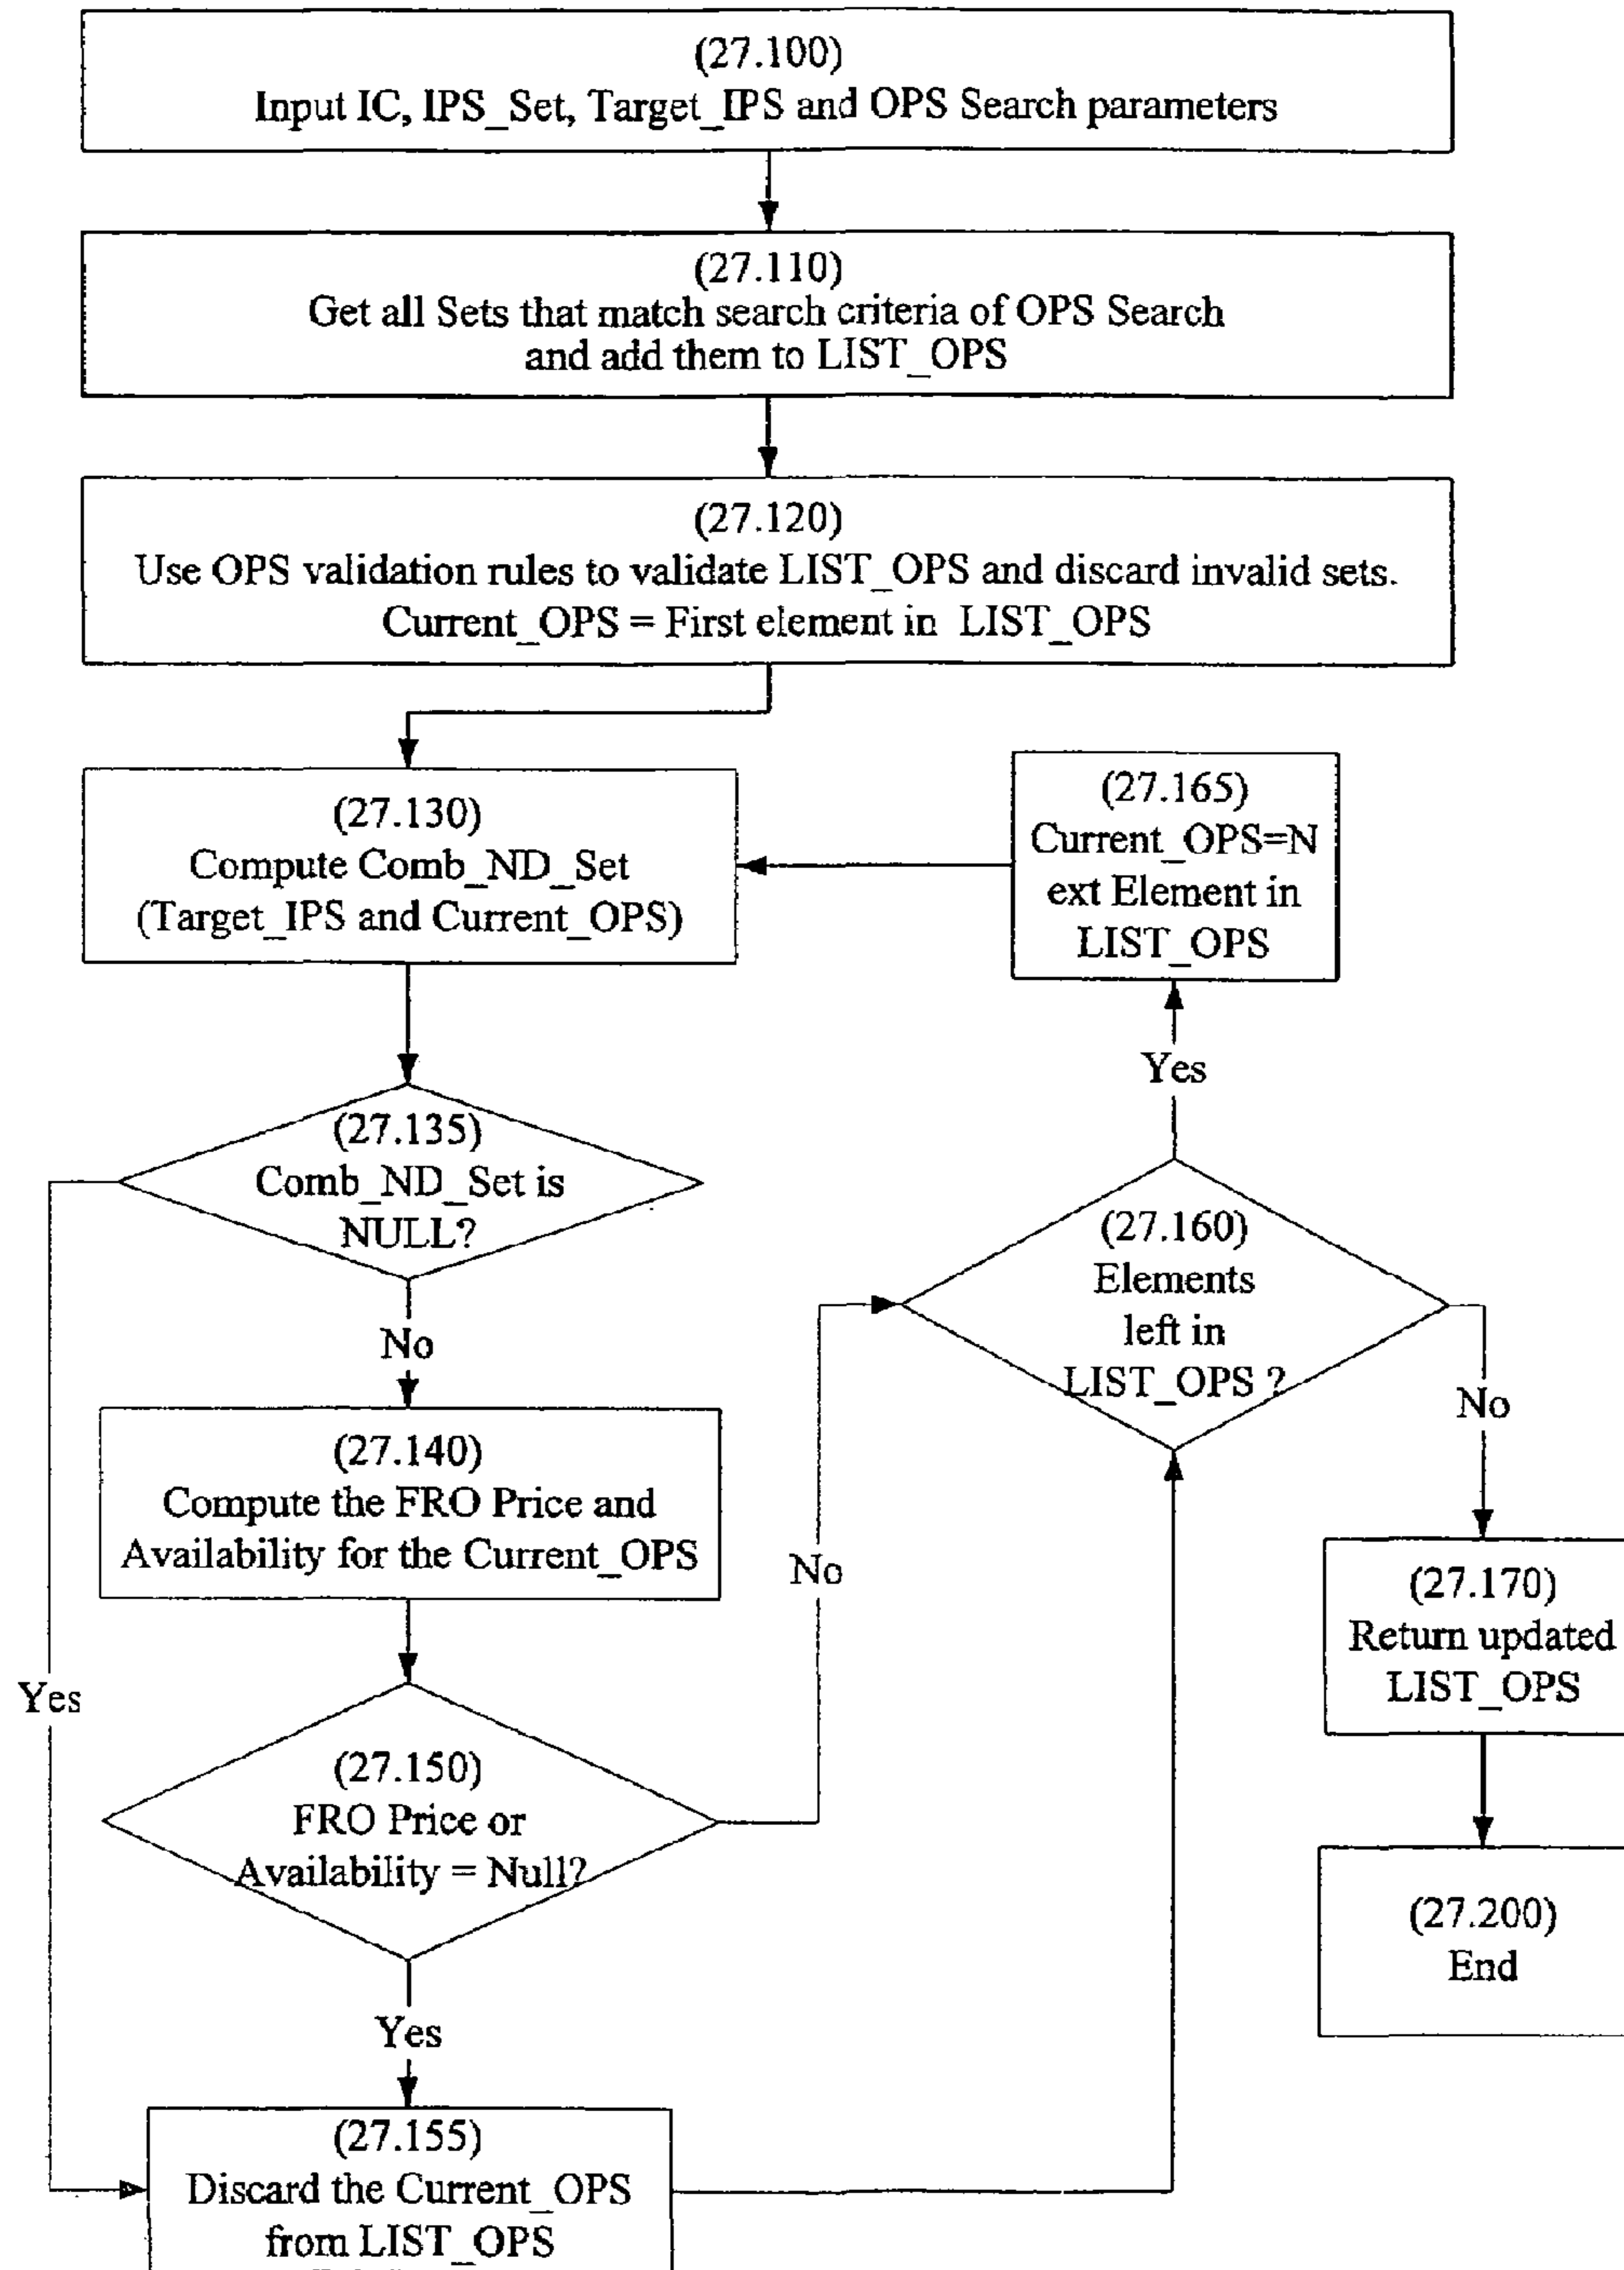 (27.100)
Input IC, IPS_Set, Target_IPS and OPS Search parameters
(27.110)
Get all Sets that match search criteria of OPS Search
and add them to LIST_OPS
(27.120)
Use OPS validation rules to validate LIST_OPS and discard invalid sets.
Current_OPS = First element in LIST_OPS
(27.130)
Compute Comb_ND_Set
(Target_IPS and Current_OPS)
(27.165)
Current_OPS=N
ext Element in
LIST_OPS
Yes
(27.135)
Comb_ND_Set is
NULL?
(27.160)
Elements
left in
LIST_OPS ?
No
No
(27.140)
Compute the FRO Price and
Availability for the Current_OPS
No
(27.170)
Return updated
LIST_OPS
Yes
(27.150)
FRO Price or
Availability = Null?
(27.200)
End
Yes
(27.155)
Discard the Current_OPS
from LIST_OPS